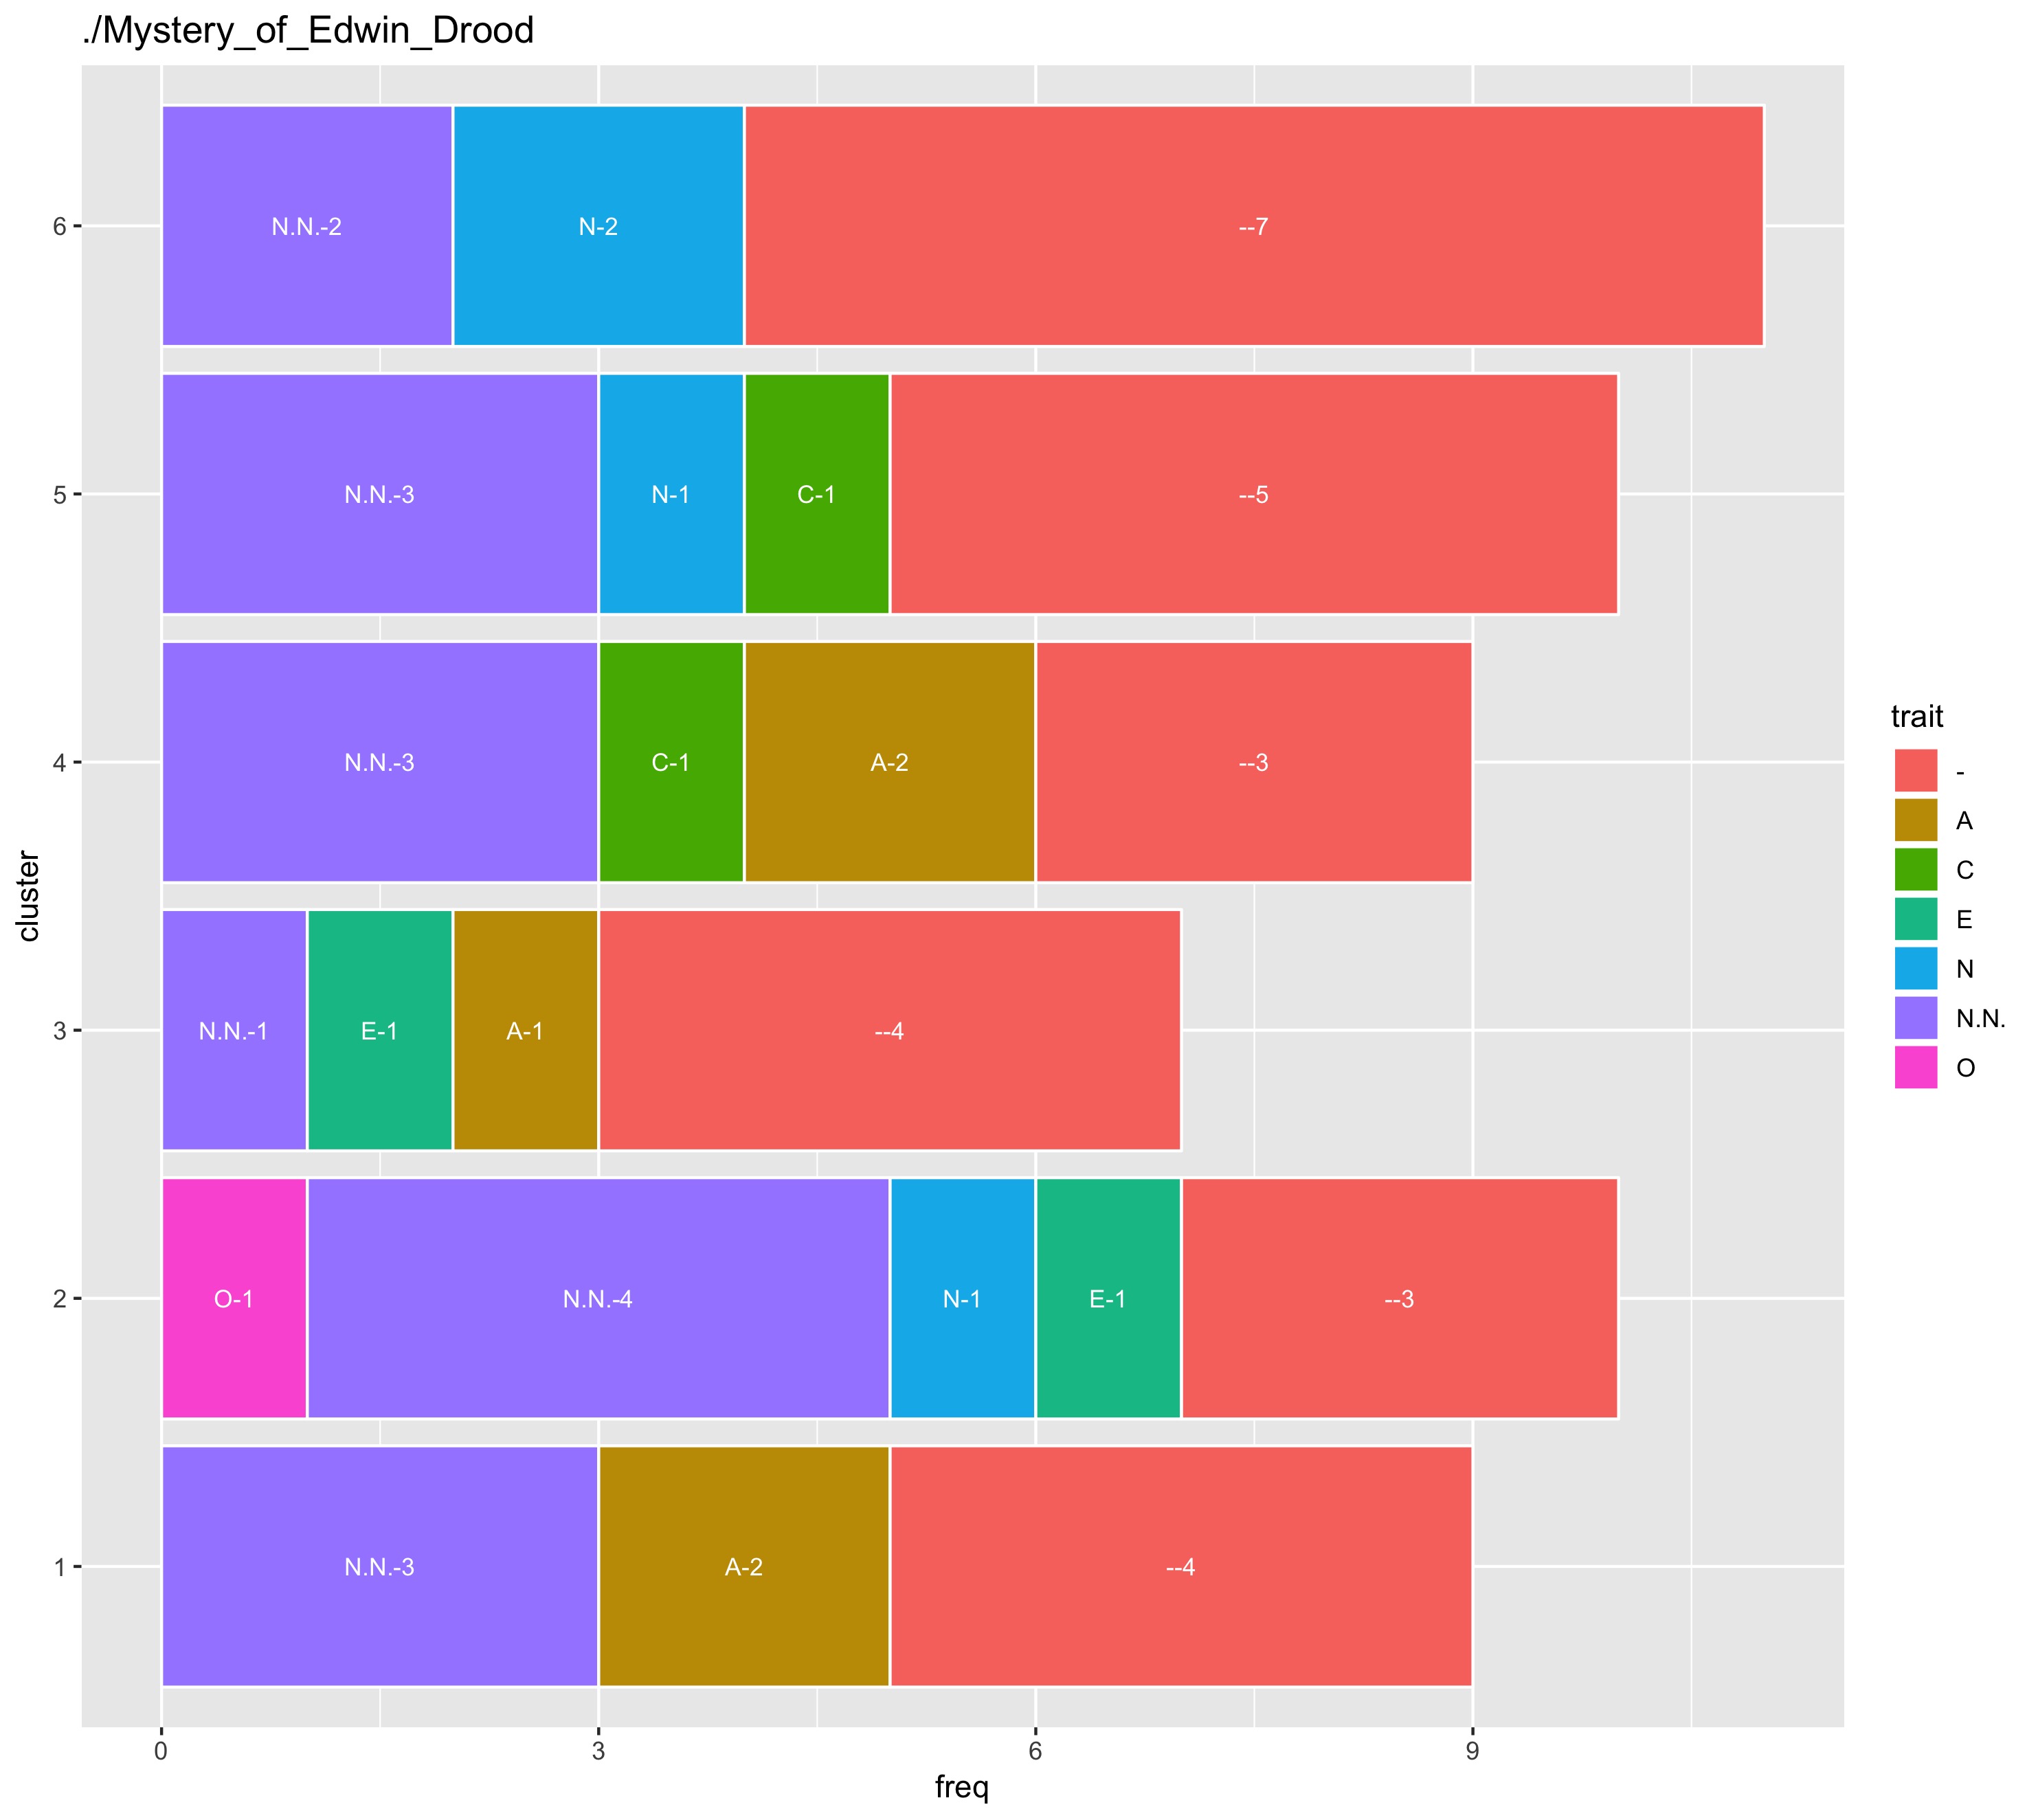 ./Mystery_of_Edwin_Drood
cluster
6
N.N.-2 N-2 --7
5
N.N.-3 N-1 C-1 --5
4
N.N.-3 C-1 A-2 --3
3
N.N.-1 E-1 A-1 --4
2
O-1 N.N.-4 N-1 E-1 --3
1
N.N.-3 A-2 --4
0 3 6 9
freq
trait
-
A
C
E
N
N.N.
O